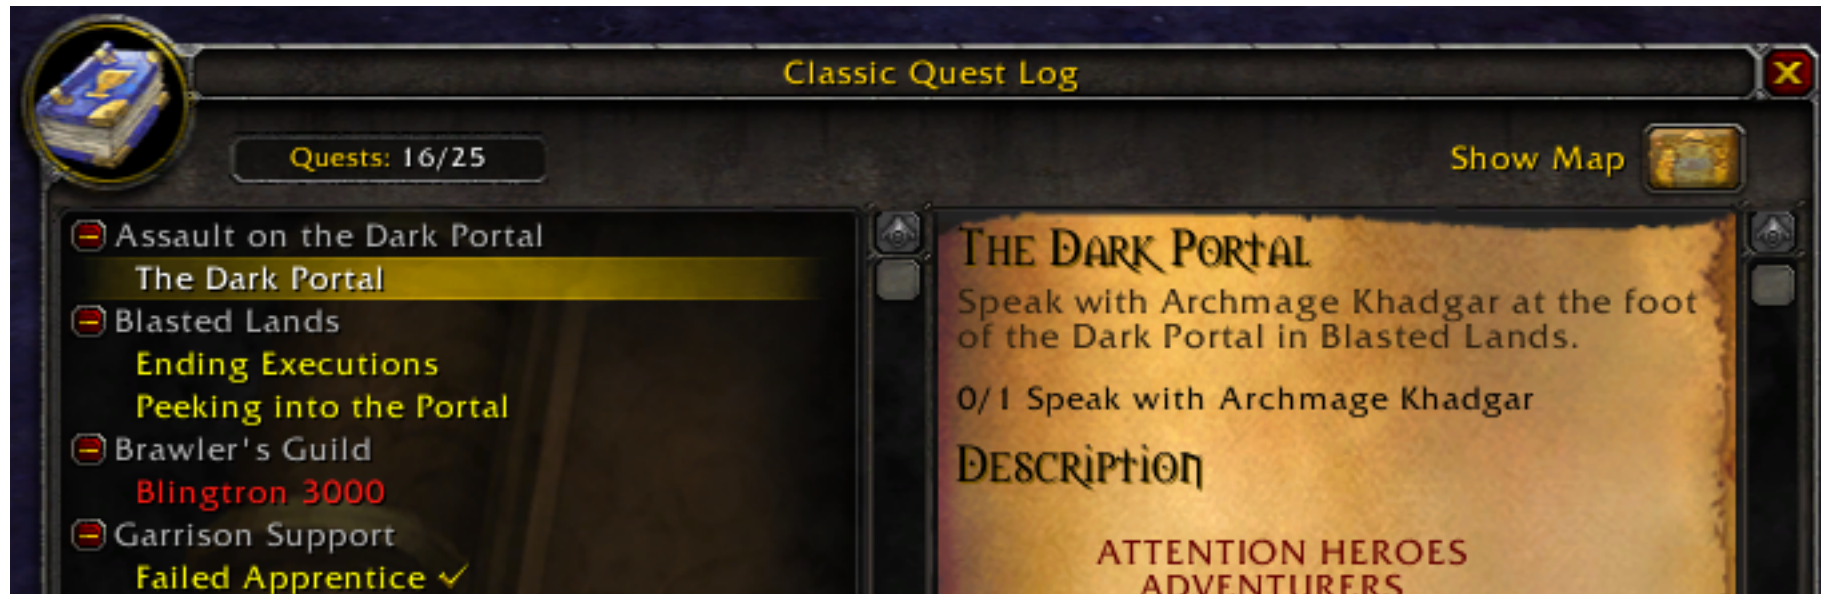 Classic Quest Log
Quests: 16/25
Show Map
Assault on the Dark Portal
The Dark Portal
Blasted Lands
Ending Executions
Peeking into the Portal
Brawler's Guild
Blingtron 3000
Garrison Support
Failed Apprentice
The Dark Portal
Speak with Archmage Khadgar at the foot
of the Dark Portal in Blasted Lands.
0/1 Speak with Archmage Khadgar
Description
ATTENTION HEROES
ADVENTURERS